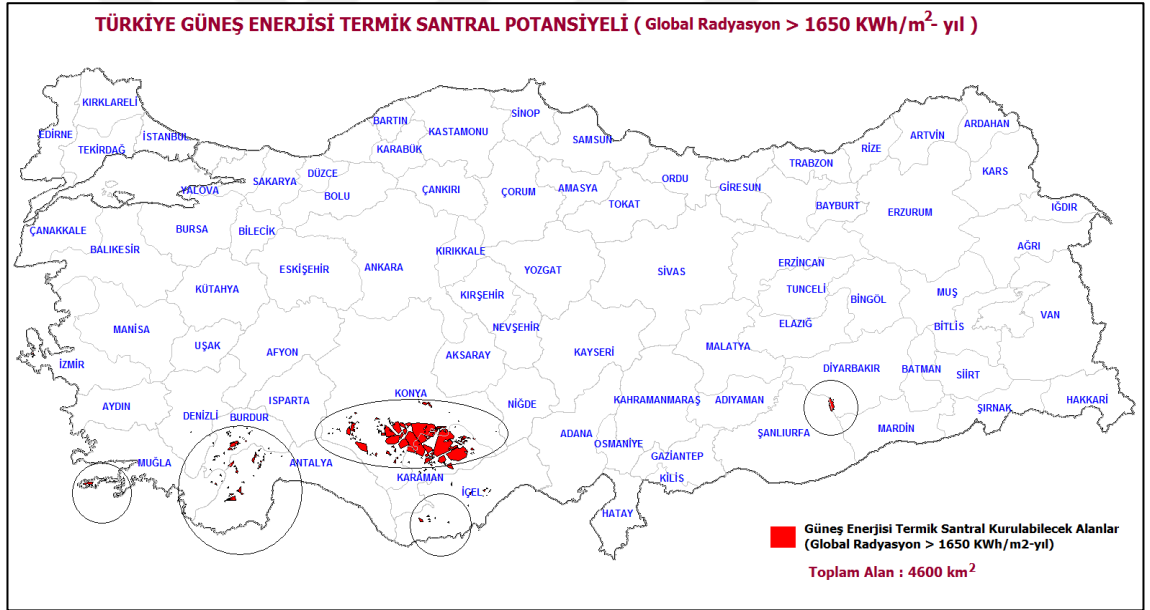 TÜRKİYE GÜNEŞ ENERJİSİ TERMİK SANTRAL POTANSİYELİ ( Global Radyasyon > 1650 KWh/m²- yıl )
KIRKLARELİ
EDİRNE
TEKİRDAĞ
İSTANBUL
BARTIN
KASTAMONU
SİNOP
KARABÜK
SAMSUN
ARTVİN
ARDAHAN
RİZE
TRABZON
KARS
YALOVA
SAKARYA
DÜZCE
BOLU
ÇANKIRI
ÇORUM
AMASYA
TOKAT
ORDU
GİRESUN
BAYBURT
ERZURUM
IĞDIR
ÇANAKKALE
BALIKESİR
BURSA
BİLECİK
ESKİŞEHİR
ANKARA
KIRIKKALE
YOZGAT
SİVAS
ERZİNCAN
AĞRI
KÜTAHYA
KIRŞEHİR
TUNCELİ
BİNGÖL
MUŞ
MANİSA
UŞAK
AFYON
NEVŞEHİR
AKSARAY
KAYSERİ
MALATYA
ELAZIĞ
BİTLİS
VAN
İZMİR
DİYARBAKIR
BATMAN
SİİRT
AYDIN
DENİZLİ
BURDUR
ISPARTA
KONYA
NİĞDE
KAHRAMANMARAŞ
ADIYAMAN
ŞIRNAK
HAKKARİ
MUĞLA
ANTALYA
KARAMAN
İÇEL
ADANA
OSMANİYE
GAZİANTEP
KİLİS
ŞANLIURFA
MARDİN
HATAY
Güneş Enerjisi Termik Santral Kurulabilecek Alanlar
(Global Radyasyon > 1650 KWh/m2-yıl)
Toplam Alan : 4600 km²